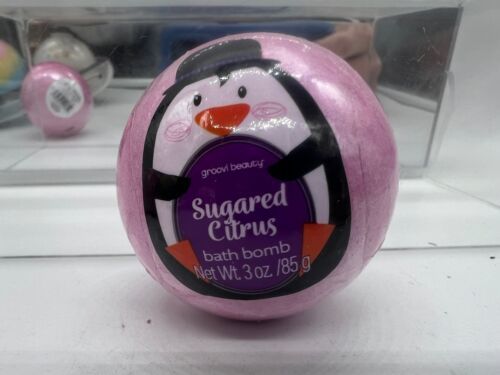 groovi beauty
Sugared
Citrus
bath bomb
Net Wt. 3 oz. /85 g